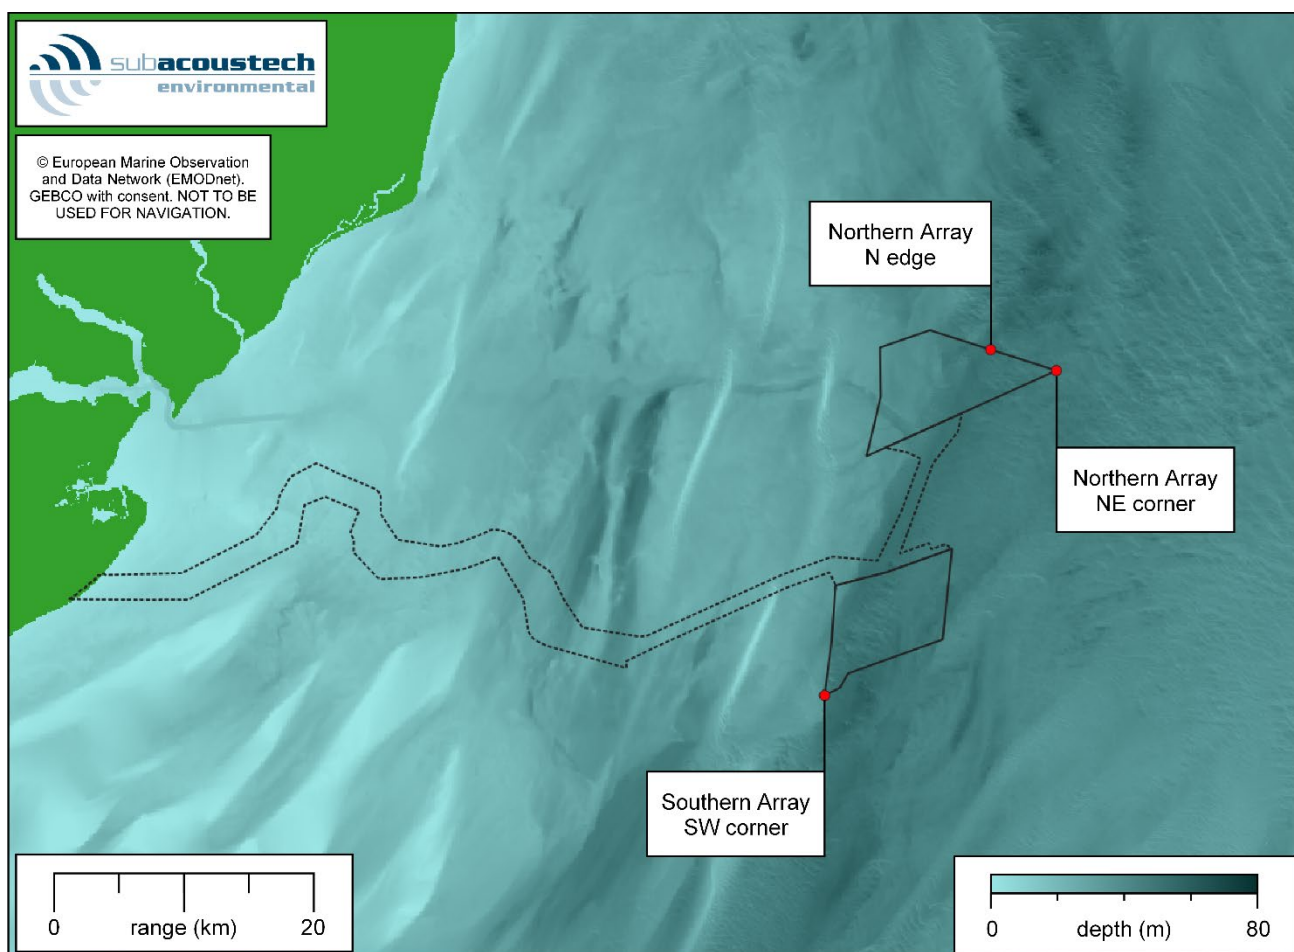 subacoustech
environmental
© European Marine Observation
and Data Network (EMODnet).
GEBCO with consent. NOT TO BE
USED FOR NAVIGATION.
Northern Array
N edge
Northern Array
NE corner
Southern Array
SW corner
0 20
range (km)
0 80
depth (m)